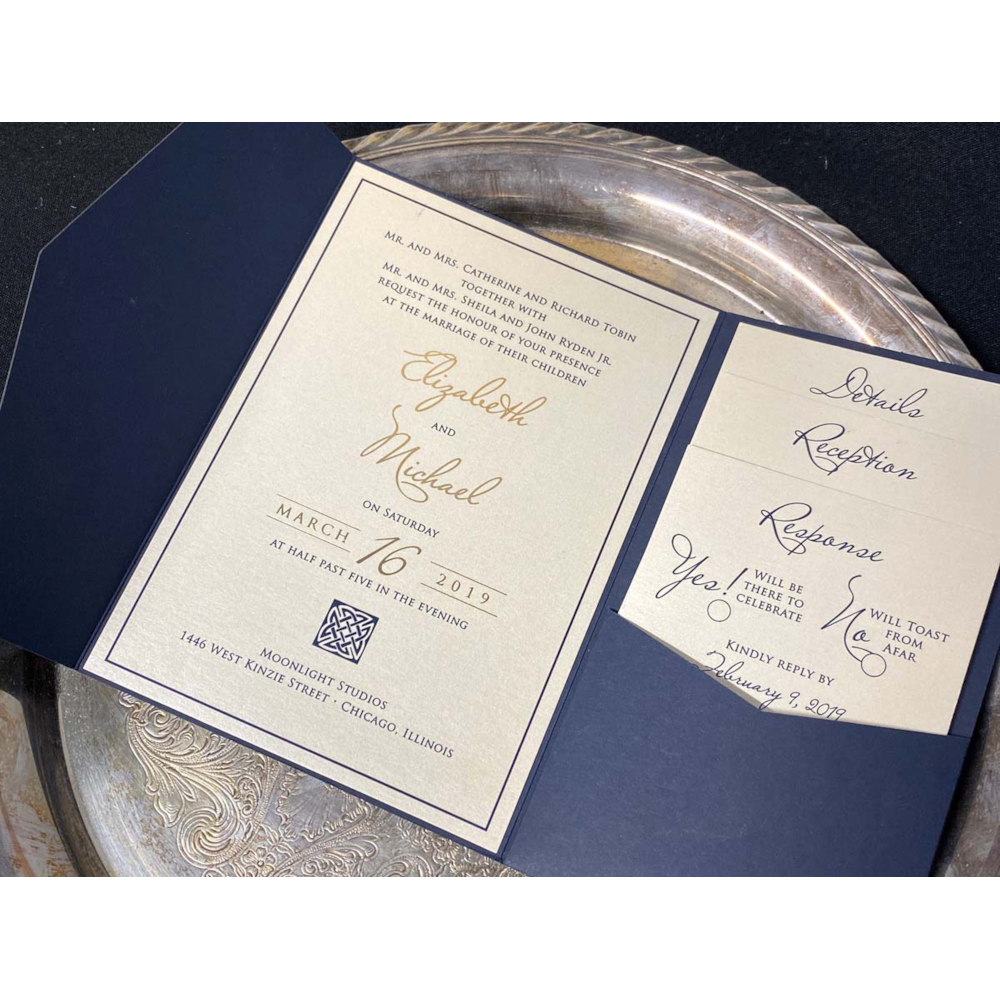 Mr. and Mrs. Catherine and Richard Tobin
together with
Mr. and Mrs. Sheila and John Ryden Jr.
request the honour of your presence
at the marriage of their children
Elizabeth
and
Michael
on Saturday
March 16 2019
at half past five in the evening
Moonlight Studios
1446 West Kinzie Street · Chicago, Illinois
Details
Reception
Response
Yes! will be
there to
celebrate
No will toast
from
afar
Kindly reply by
February 9, 2019